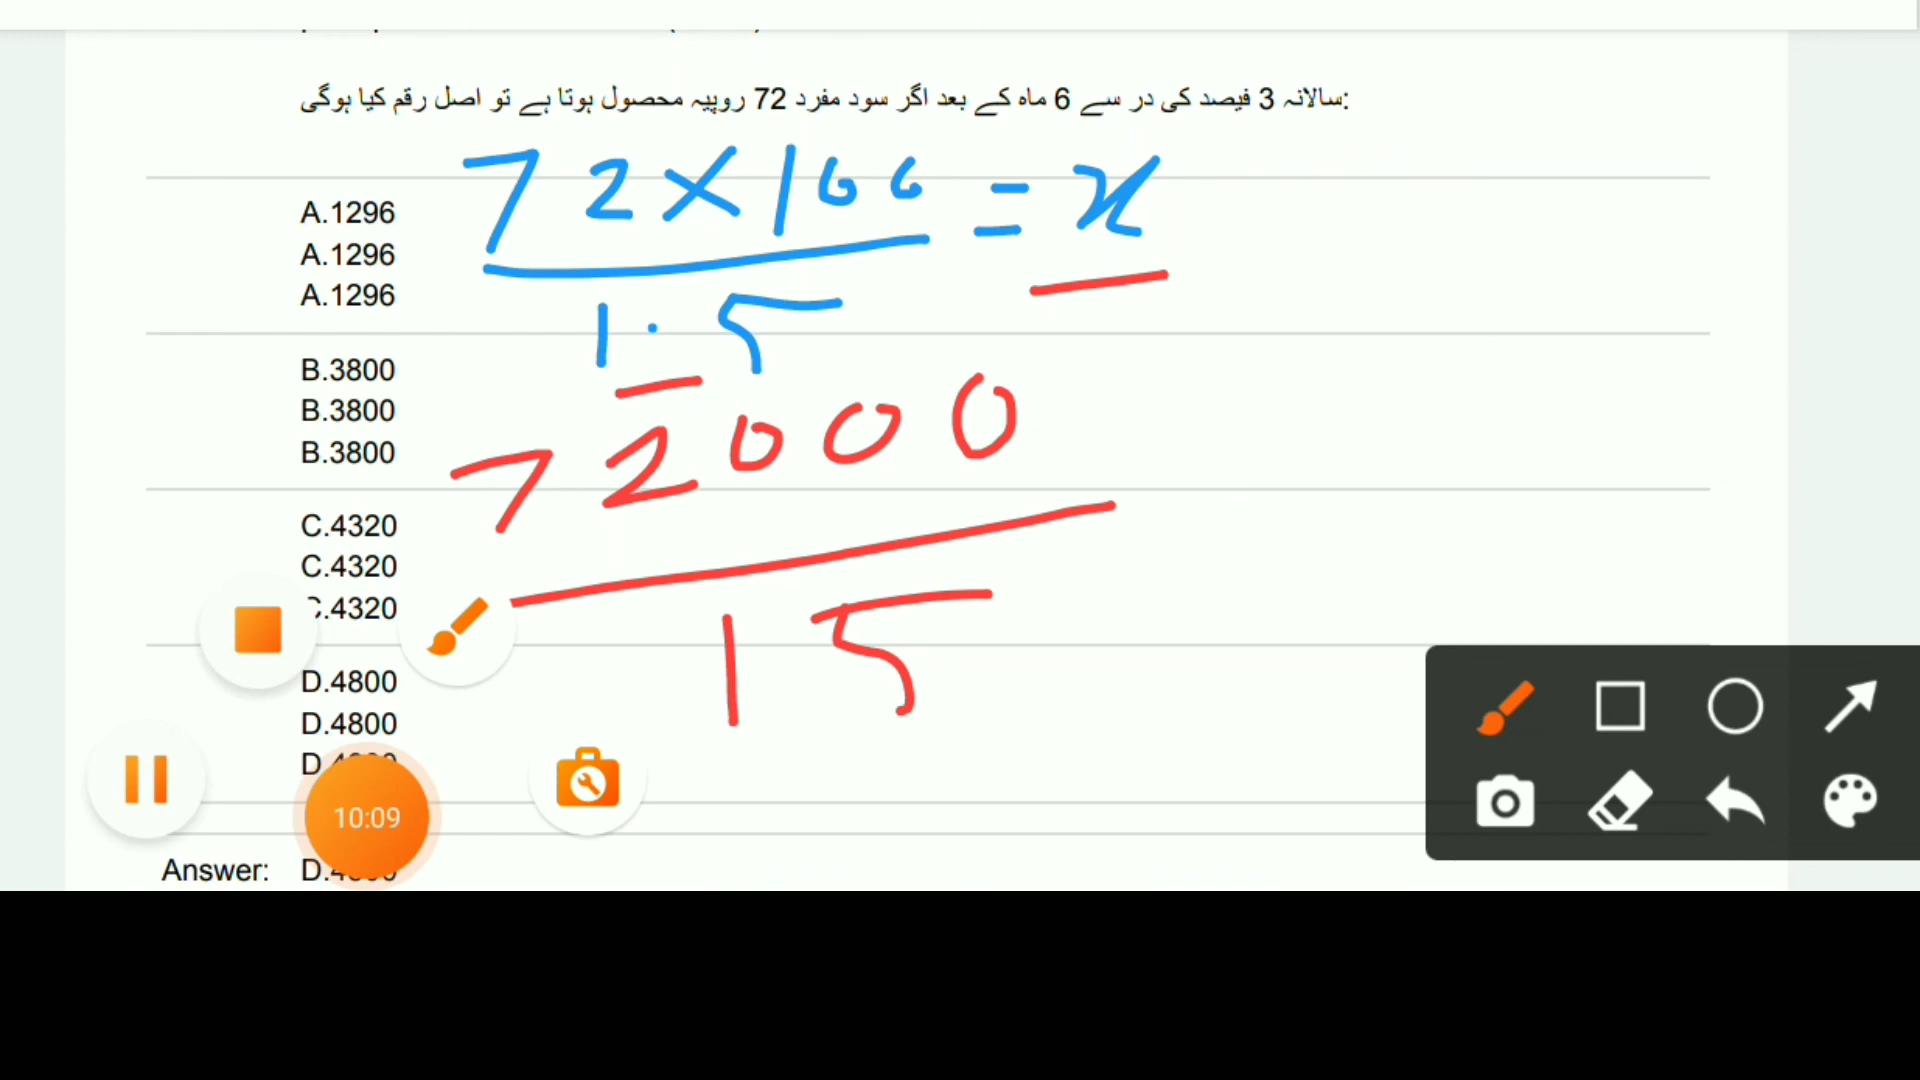 سالانہ 3 فیصد کی در سے 6 ماہ کے بعد اگر سود مفرد 72 روپیہ محصول ہوتا ہے تو اصل رقم کیا ہوگی:
72 × 100 = x
1.5
A.1296
A.1296
A.1296
B.3800
B.3800
B.3800
72000
15
C.4320
C.4320
C.4320
D.4800
D.4800
10:09
Answer: